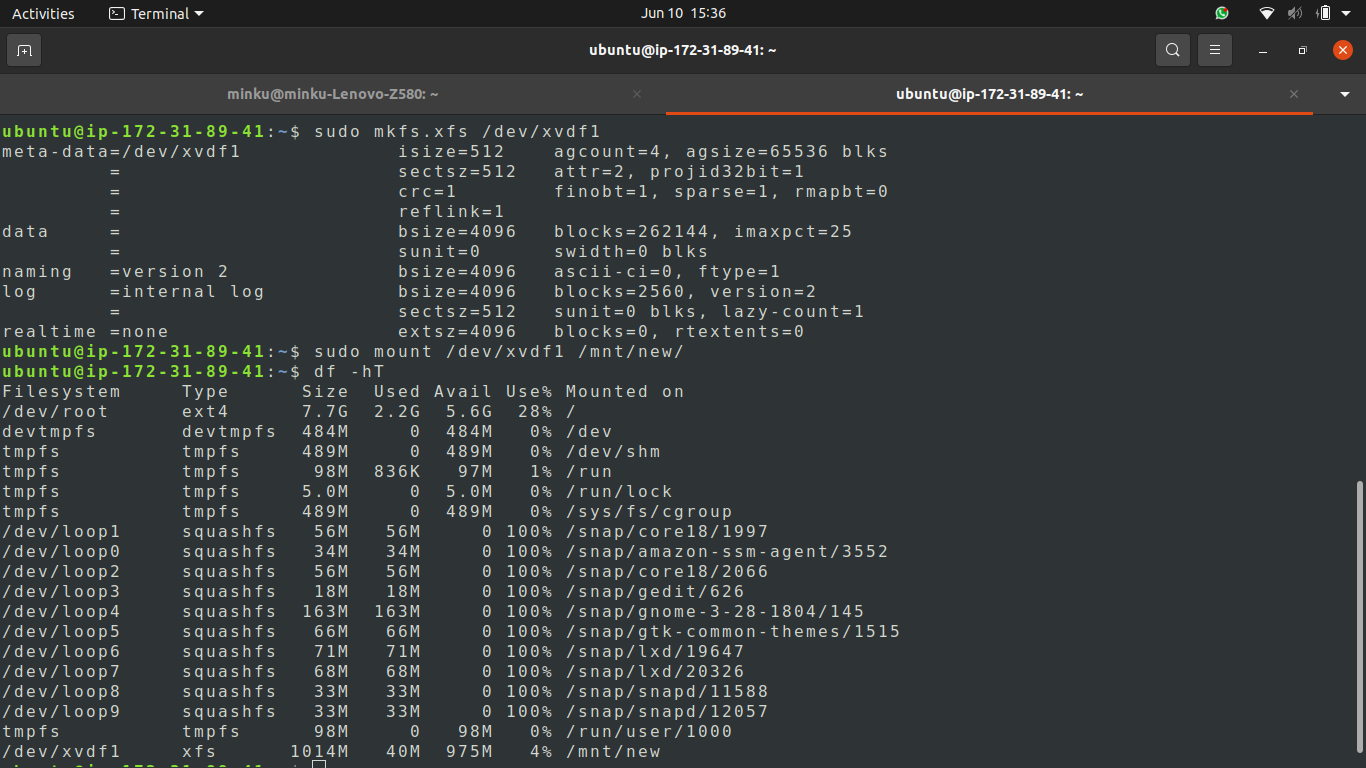 Activities Terminal Jun 10 15:36
ubuntu@ip-172-31-89-41: ~
minku@minku-Lenovo-Z580: ~ ubuntu@ip-172-31-89-41: ~
ubuntu@ip-172-31-89-41:~$ sudo mkfs.xfs /dev/xvdf1
meta-data=/dev/xvdf1             isize=512    agcount=4, agsize=65536 blks
         =                       sectsz=512   attr=2, projid32bit=1
         =                       crc=1        finobt=1, sparse=1, rmapbt=0
         =                       reflink=1
data     =                       bsize=4096   blocks=262144, imaxpct=25
         =                       sunit=0      swidth=0 blks
naming   =version 2              bsize=4096   ascii-ci=0, ftype=1
log      =internal log           bsize=4096   blocks=2560, version=2
         =                       sectsz=512   sunit=0 blks, lazy-count=1
realtime =none                   extsz=4096   blocks=0, rtextents=0
ubuntu@ip-172-31-89-41:~$ sudo mount /dev/xvdf1 /mnt/new/
ubuntu@ip-172-31-89-41:~$ df -hT
Filesystem     Type      Size  Used Avail Use% Mounted on
/dev/root      ext4      7.7G  2.2G  5.6G  28% /
devtmpfs       devtmpfs  484M     0  484M   0% /dev
tmpfs          tmpfs     489M     0  489M   0% /dev/shm
tmpfs          tmpfs      98M  836K   97M   1% /run
tmpfs          tmpfs     5.0M     0  5.0M   0% /run/lock
tmpfs          tmpfs     489M     0  489M   0% /sys/fs/cgroup
/dev/loop1     squashfs   56M   56M     0 100% /snap/core18/1997
/dev/loop0     squashfs   34M   34M     0 100% /snap/amazon-ssm-agent/3552
/dev/loop2     squashfs   56M   56M     0 100% /snap/core18/2066
/dev/loop3     squashfs   18M   18M     0 100% /snap/gedit/626
/dev/loop4     squashfs  163M  163M     0 100% /snap/gnome-3-28-1804/145
/dev/loop5     squashfs   66M   66M     0 100% /snap/gtk-common-themes/1515
/dev/loop6     squashfs   71M   71M     0 100% /snap/lxd/19647
/dev/loop7     squashfs   68M   68M     0 100% /snap/lxd/20326
/dev/loop8     squashfs   33M   33M     0 100% /snap/snapd/11588
/dev/loop9     squashfs   33M   33M     0 100% /snap/snapd/12057
tmpfs          tmpfs      98M     0   98M   0% /run/user/1000
/dev/xvdf1     xfs      1014M   40M  975M   4% /mnt/new